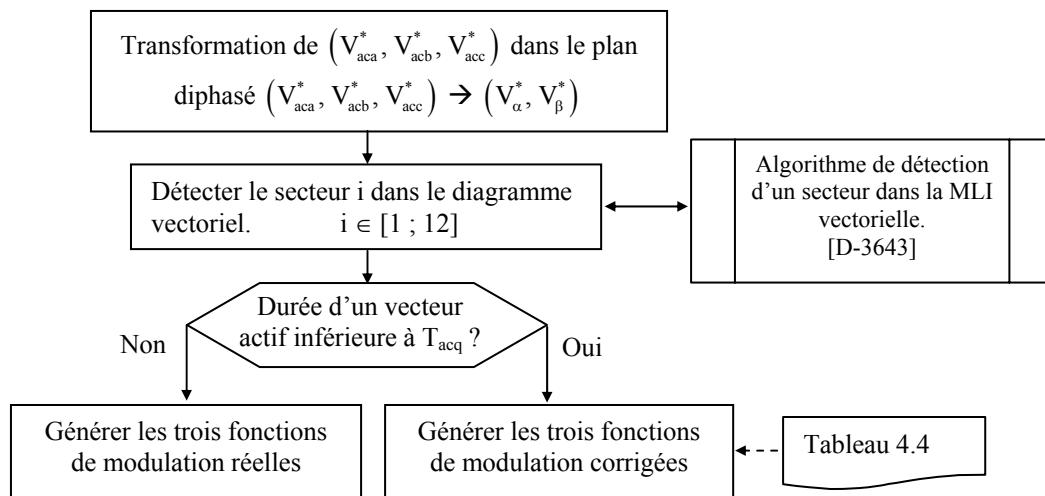 Transformation de (V*aca, V*acb, V*acc) dans le plan
diphasé (V*aca, V*acb, V*acc) → (V*α, V*β)
Détecter le secteur i dans le diagramme
vectoriel. i ∈ [1 ; 12]
Algorithme de détection
d’un secteur dans la MLI
vectorielle.
[D-3643]
Durée d’un vecteur
actif inférieure à Tacq ?
Non
Oui
Générer les trois fonctions
de modulation réelles
Générer les trois fonctions
de modulation corrigées
Tableau 4.4